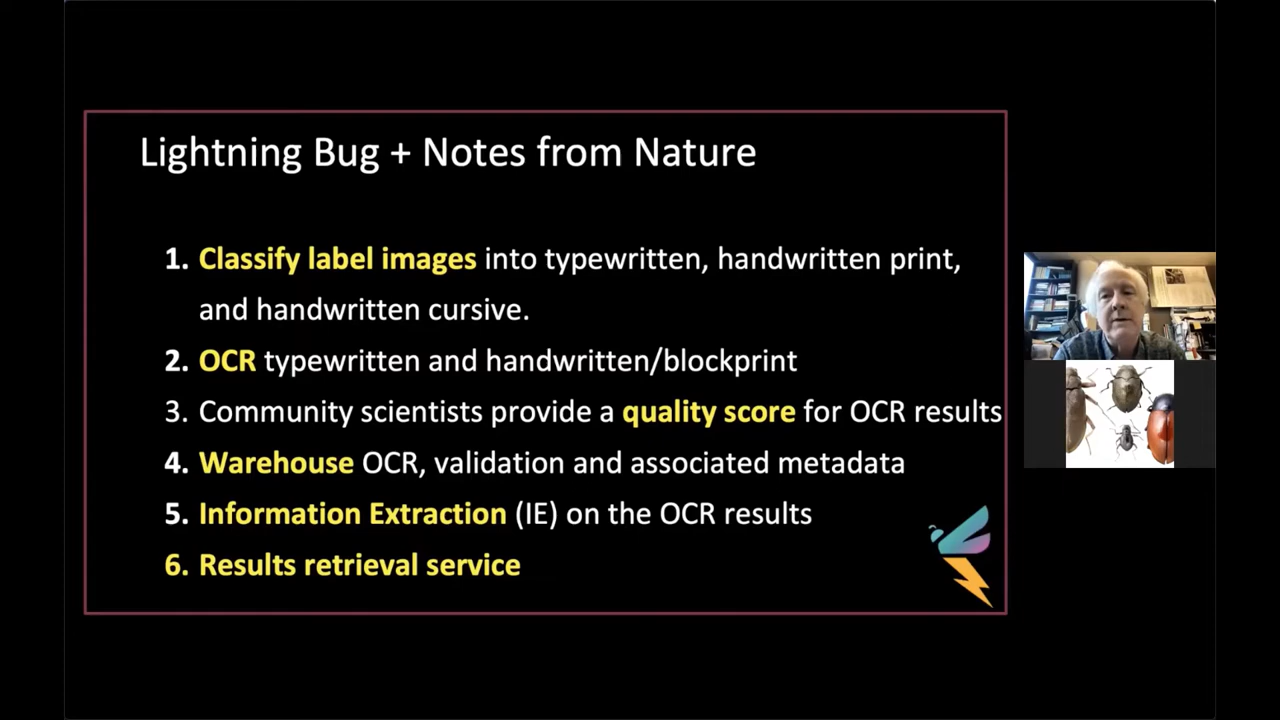 Lightning Bug + Notes from Nature
1. Classify label images into typewritten, handwritten print,
and handwritten cursive.
2. OCR typewritten and handwritten/blockprint
3. Community scientists provide a quality score for OCR results
4. Warehouse OCR, validation and associated metadata
5. Information Extraction (IE) on the OCR results
6. Results retrieval service